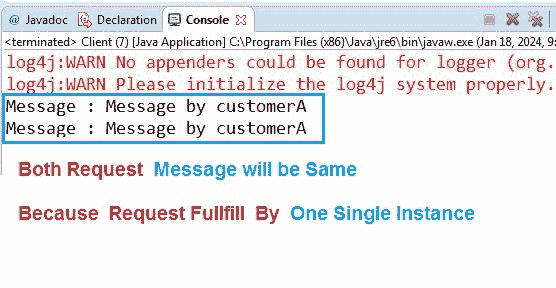 @ Javadoc Declaration Console
<terminated> Client (7) [Java Application] C:\Program Files (x86)\Java\jre6\bin\javaw.exe (Jan 18, 2024, 9:
log4j:WARN No appenders could be found for logger (org.
log4j:WARN Please initialize the log4j system properly.
Message : Message by customerA
Message : Message by customerA
Both Request Message will be Same
Because Request Fullfill By One Single Instance